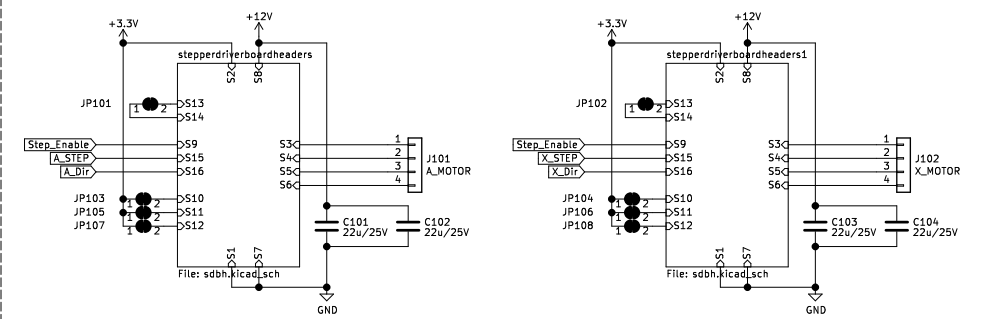 +3.3V
+12V
stepperdriverboardheaders
S2
S8
JP101
1 2
S13
S14
Step_Enable
S9
S3
1
A_STEP
S15
S4
2
J101
A_Dir
S16
S5
3
A_MOTOR
S6
4
JP103
1 2
S10
JP105
1 2
S11
JP107
1 2
S12
C101
22u/25V
C102
22u/25V
S1
S7
File: sdbh.kicad_sch
GND
+3.3V
+12V
stepperdriverboardheaders1
S2
S8
JP102
1 2
S13
S14
Step_Enable
S9
S3
1
X_STEP
S15
S4
2
J102
X_Dir
S16
S5
3
X_MOTOR
S6
4
JP104
1 2
S10
JP106
1 2
S11
JP108
1 2
S12
C103
22u/25V
C104
22u/25V
S1
S7
File: sdbh.kicad_sch
GND